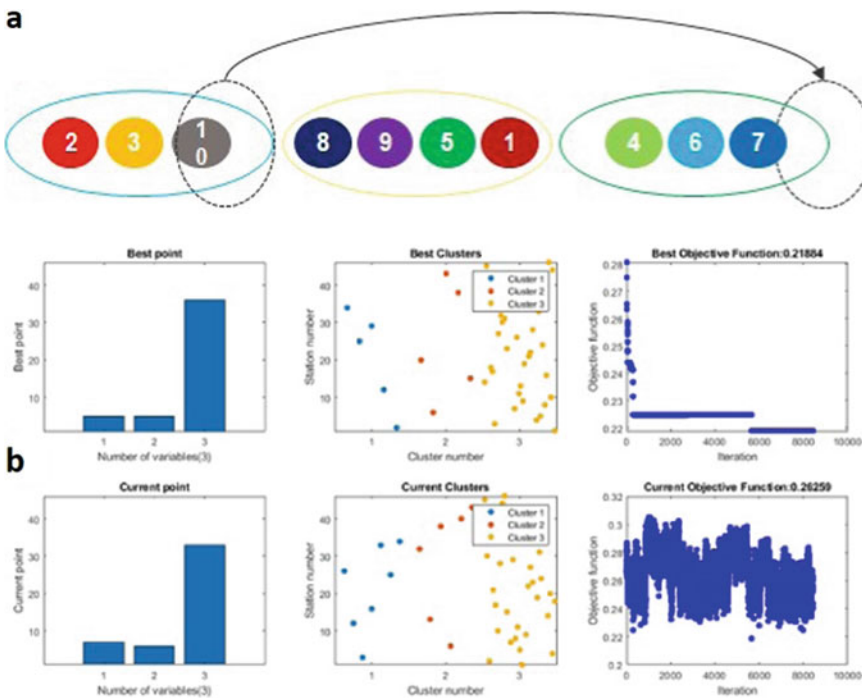 a
2 3 1
0 8 9 5 1 4 6 7
Best point
Best point
40
30
20
10
1 2 3
Number of variables(3)
Best Clusters
Station number
40
30
20
10
1 2 3
Cluster number
Cluster 1
Cluster 2
Cluster 3
Best Objective Function:0.21884
Objective function
0.28
0.27
0.26
0.25
0.24
0.23
0.22
0 2000 4000 6000 8000 10000
Iteration
b
Current point
Current point
40
30
20
10
1 2 3
Number of variables(3)
Current Clusters
Station number
40
30
20
10
1 2 3
Cluster number
Cluster 1
Cluster 2
Cluster 3
Current Objective Function:0.26259
Objective function
0.32
0.3
0.28
0.26
0.24
0.22
0.2
0 2000 4000 6000 8000 10000
Iteration